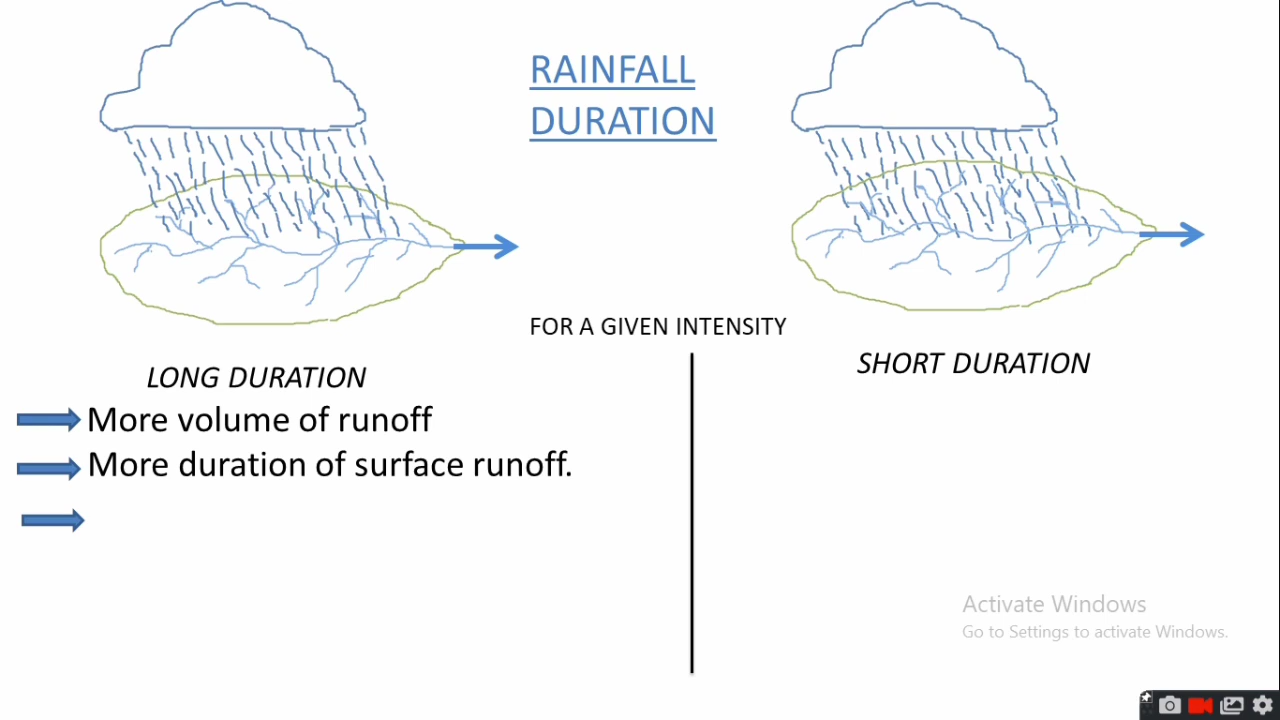 RAINFALL
DURATION
FOR A GIVEN INTENSITY
LONG DURATION
More volume of runoff
More duration of surface runoff.
SHORT DURATION
Activate Windows
Go to Settings to activate Windows.